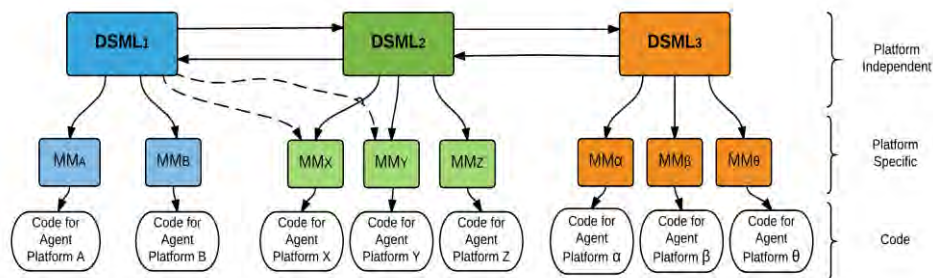 DSML1
DSML2
DSML3
Platform
Independent
MMA
MMB
MMX
MMY
MMZ
MMα
MMβ
MMθ
Platform
Specific
Code for
Agent
Platform A
Code for
Agent
Platform B
Code for
Agent
Platform X
Code for
Agent
Platform Y
Code for
Agent
Platform Z
Code for
Agent
Platform α
Code for
Agent
Platform β
Code for
Agent
Platform θ
Code